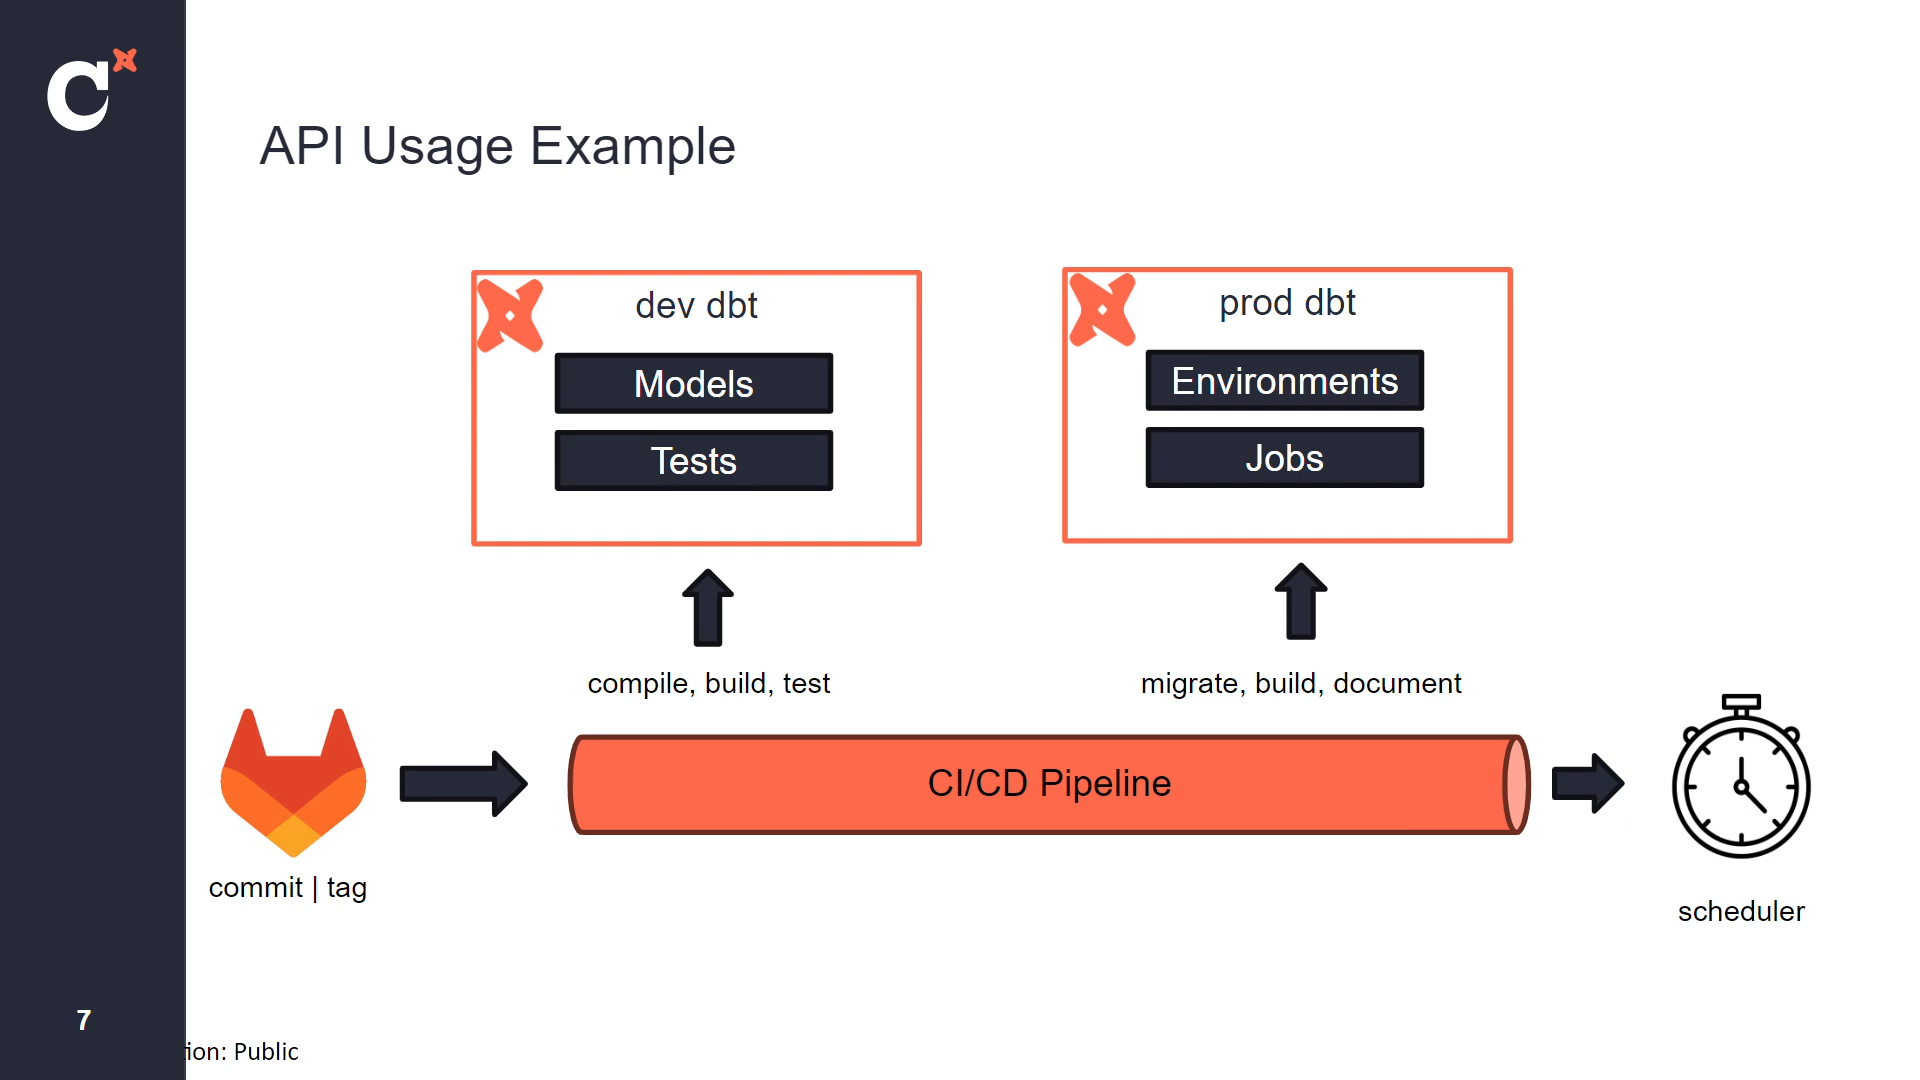 API Usage Example
dev dbt
Models
Tests
prod dbt
Environments
Jobs
compile, build, test
migrate, build, document
CI/CD Pipeline
commit | tag
scheduler
7
: Public